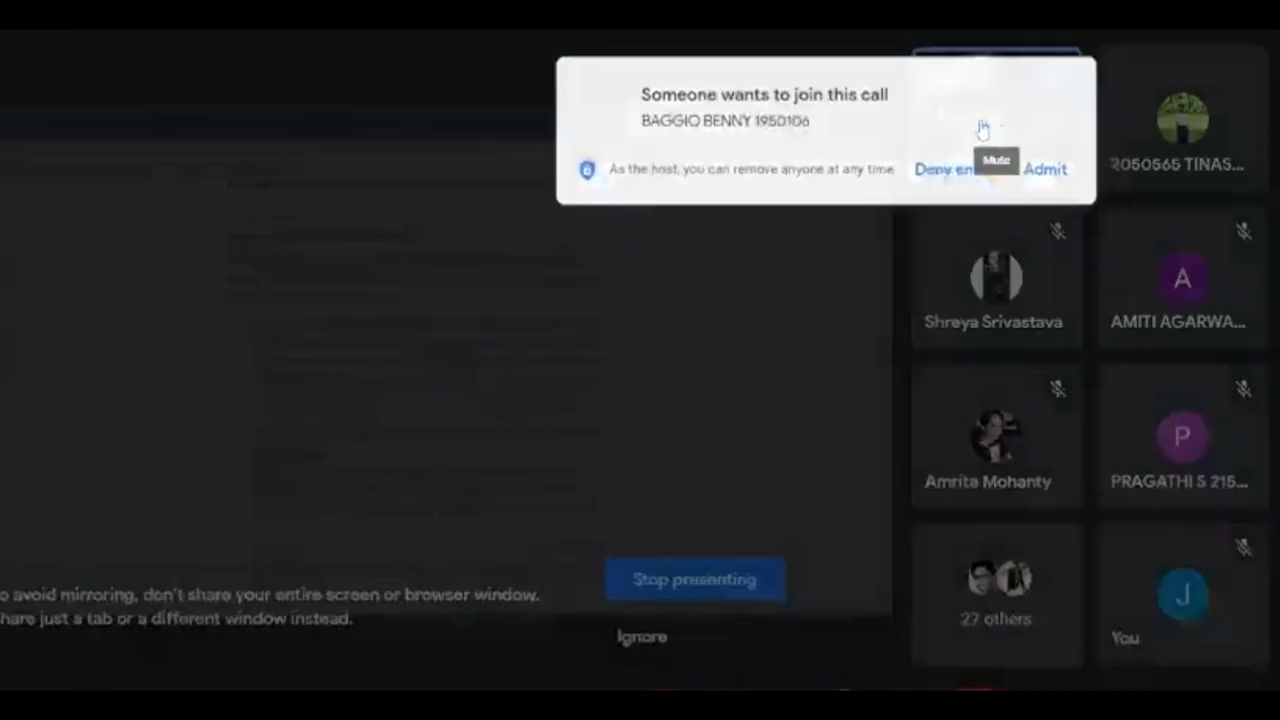 Someone wants to join this call
BAGGIO BENNY 1950106
As the host, you can remove anyone at any time
Deny en
Mute
Admit
R050565 TINAS...
Shreya Srivastava
AMITI AGARWA...
A
Amrita Mohanty
P
PRAGATHI S 215...
o avoid mirroring, don't share your entire screen or browser window.
hare just a tab or a different window instead.
Stop presenting
Ignore
27 others
J
You